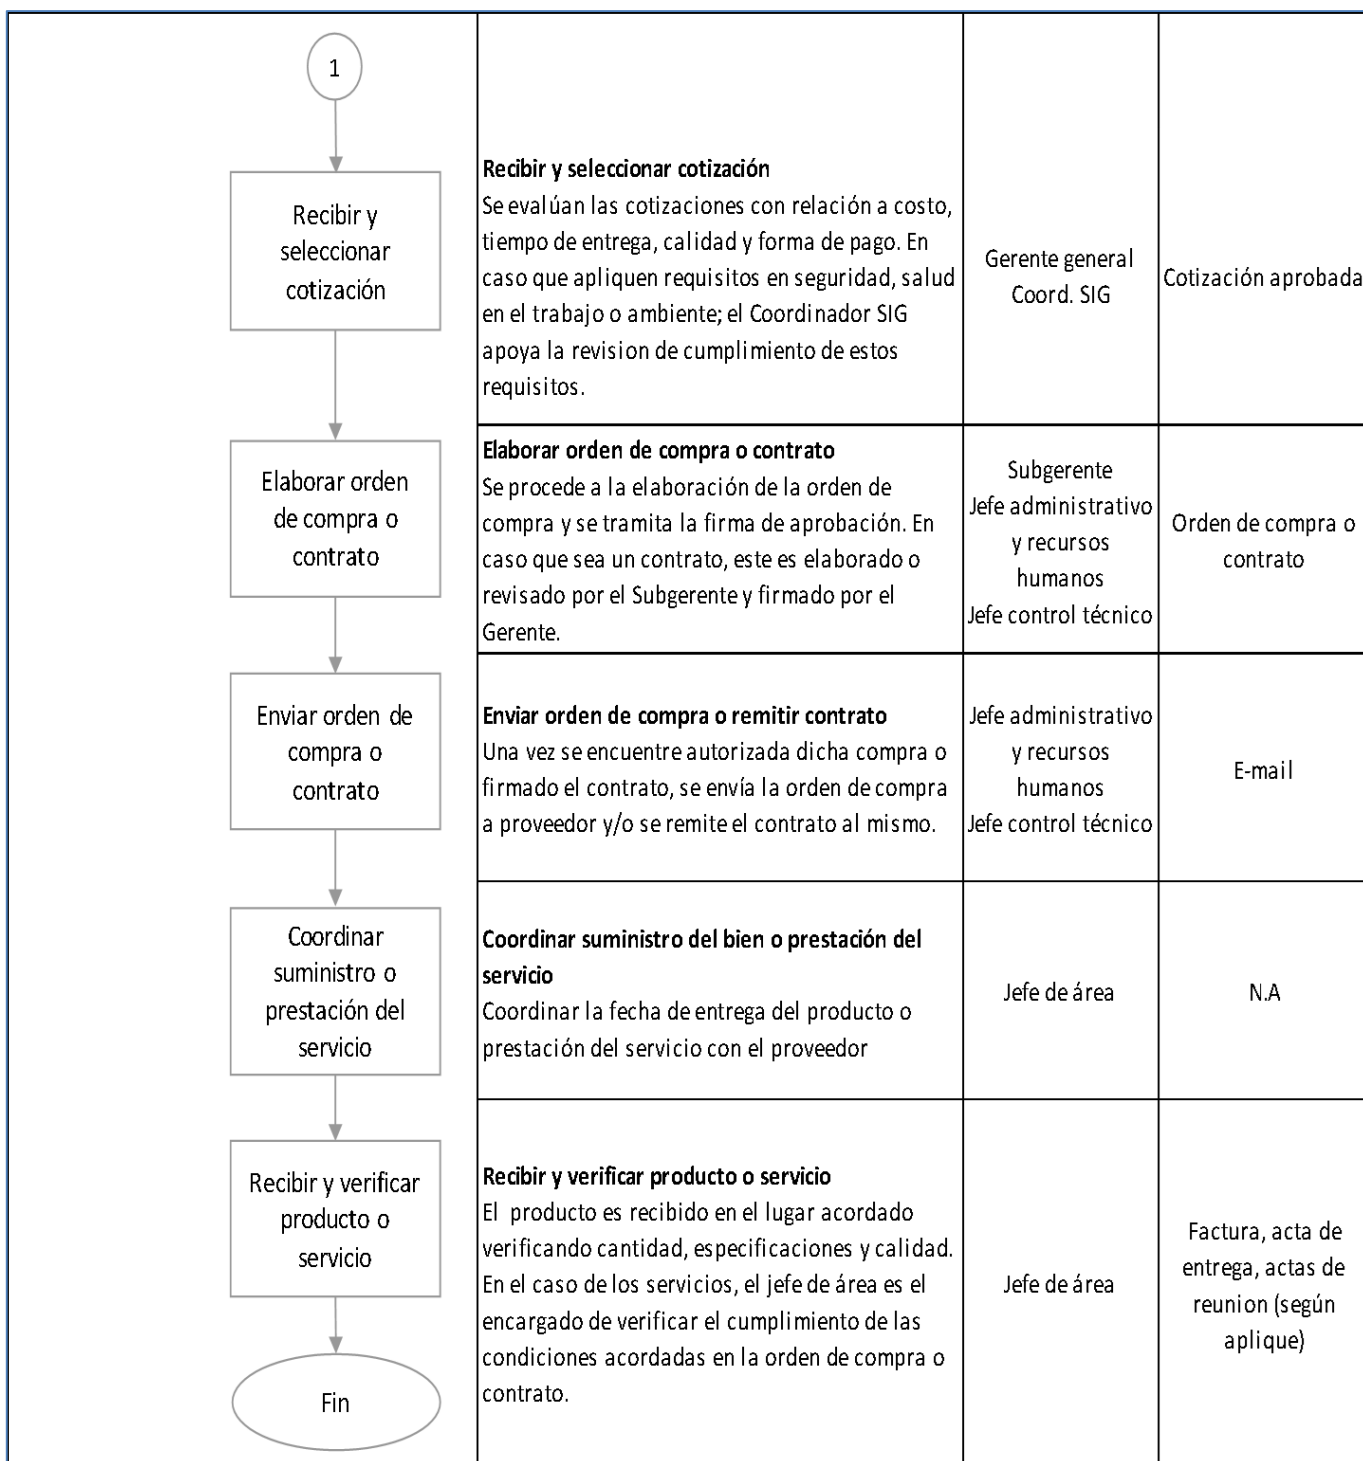 1
Recibir y
seleccionar
cotización
Recibir y seleccionar cotización
Se evalúan las cotizaciones con relación a costo,
tiempo de entrega, calidad y forma de pago. En
caso que apliquen requisitos en seguridad, salud
en el trabajo o ambiente; el Coordinador SIG
apoya la revision de cumplimiento de estos
requisitos.
Gerente general
Coord. SIG
Cotización aprobada
Elaborar orden
de compra o
contrato
Elaborar orden de compra o contrato
Se procede a la elaboración de la orden de
compra y se tramita la firma de aprobación. En
caso que sea un contrato, este es elaborado o
revisado por el Subgerente y firmado por el
Gerente.
Subgerente
Jefe administrativo
y recursos
humanos
Jefe control técnico
Orden de compra o
contrato
Enviar orden de
compra o
contrato
Enviar orden de compra o remitir contrato
Una vez se encuentre autorizada dicha compra o
firmado el contrato, se envía la orden de compra
a proveedor y/o se remite el contrato al mismo.
Jefe administrativo
y recursos
humanos
Jefe control técnico
E-mail
Coordinar
suministro o
prestación del
servicio
Coordinar suministro del bien o prestación del
servicio
Coordinar la fecha de entrega del producto o
prestación del servicio con el proveedor
Jefe de área
N.A
Recibir y verificar
producto o
servicio
Recibir y verificar producto o servicio
El producto es recibido en el lugar acordado
verificando cantidad, especificaciones y calidad.
En el caso de los servicios, el jefe de área es el
encargado de verificar el cumplimiento de las
condiciones acordadas en la orden de compra o
contrato.
Jefe de área
Factura, acta de
entrega, actas de
reunion (según
aplique)
Fin